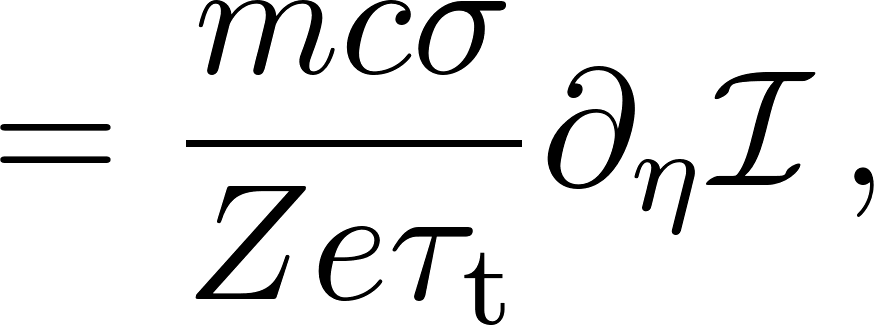 = \frac{mc\sigma}{Ze\tau_{\mathrm{t}}} \partial_{\eta} \mathcal{I} \, ,